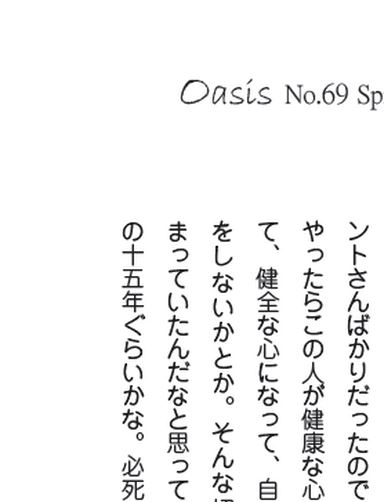 Oasis No.69 Sp
ントさんばかりだったので
やったらこの人が健康な心
て、健全な心になって、自
をしないかとか。そんな
まっていたんだなと思って
の十五年ぐらいかな。必死